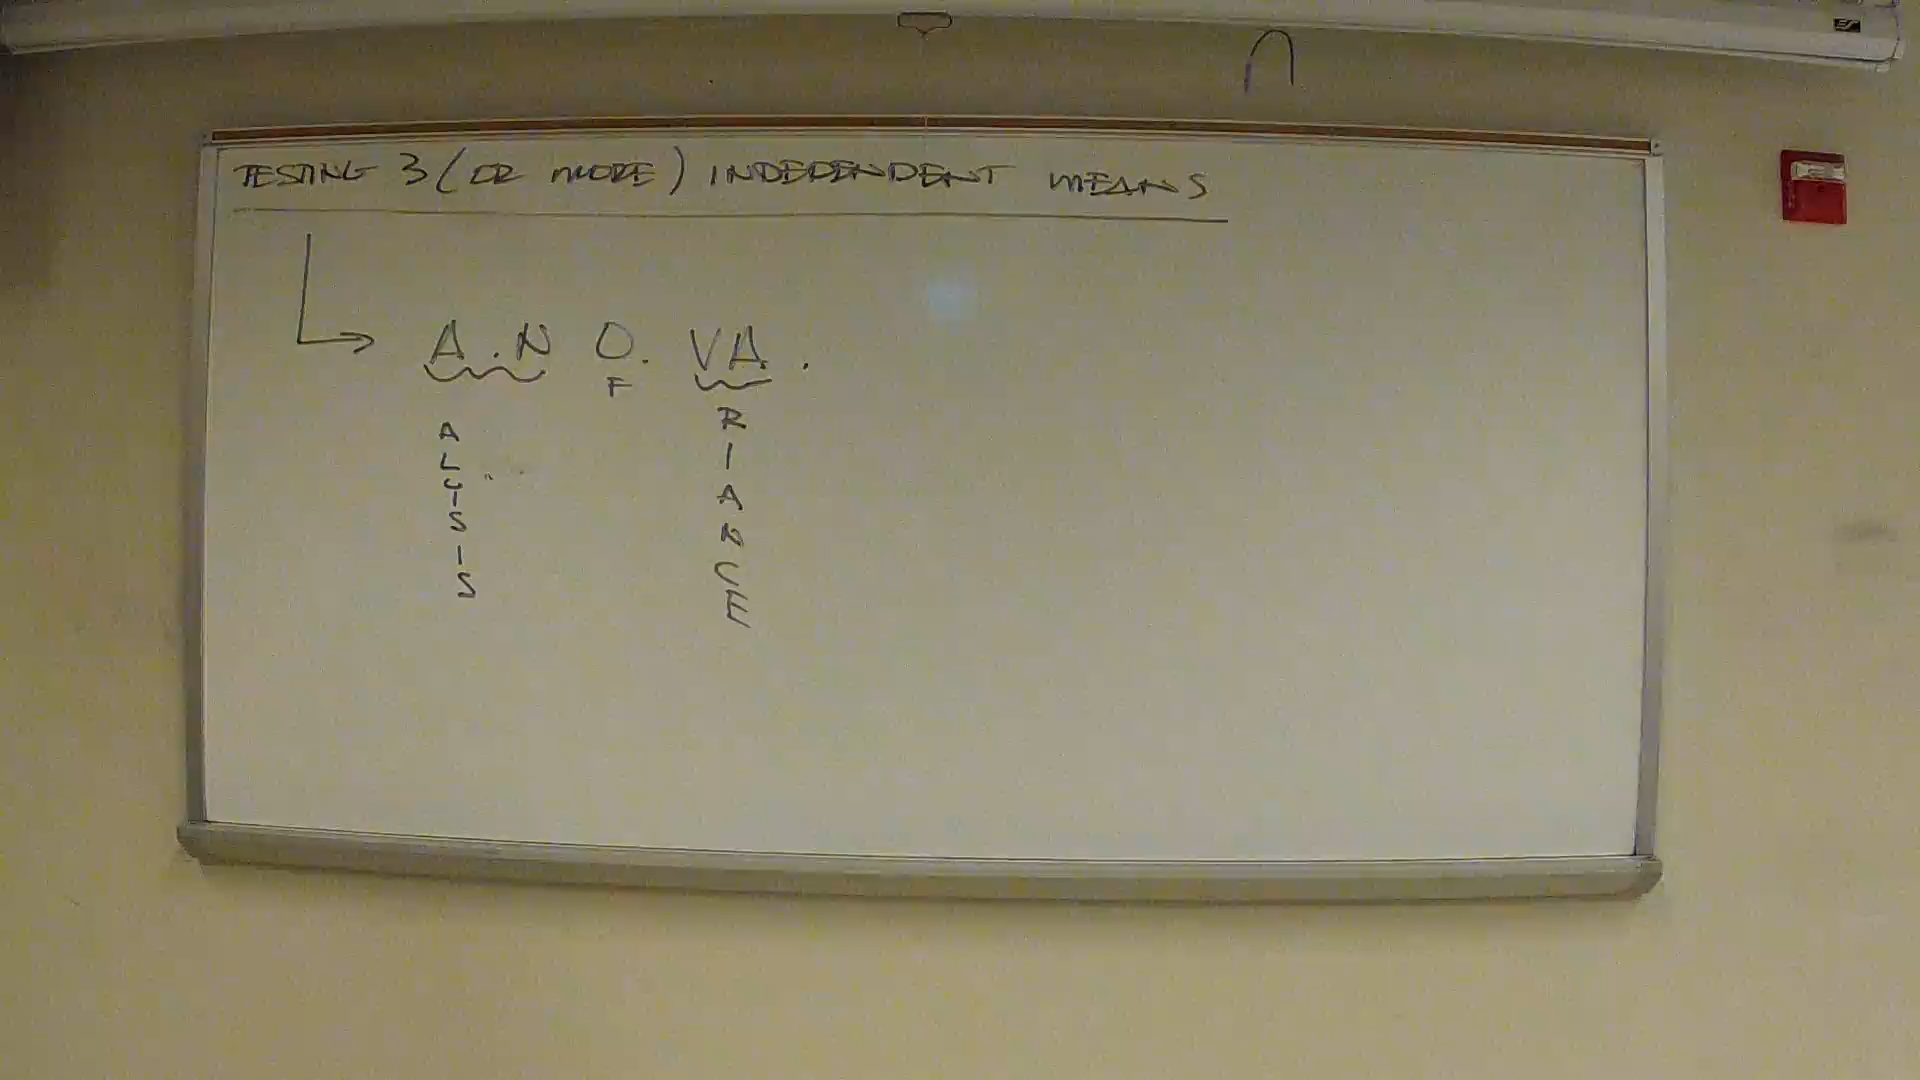 TESTING 3 (OR MORE) INDEPENDENT MEANS
A.N O. VA.
F
A
L
Y
S
I
S
R
I
A
N
C
E